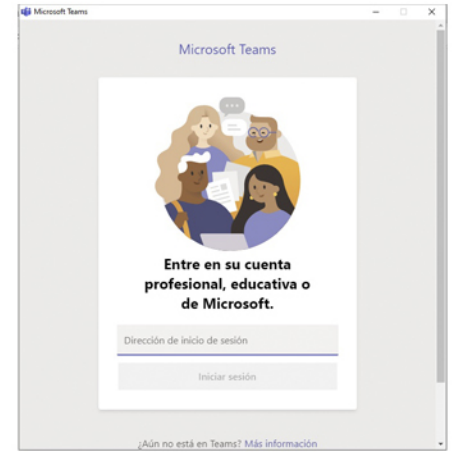 Microsoft Teams
Microsoft Teams
Entre en su cuenta
profesional, educativa o
de Microsoft.
Dirección de inicio de sesión
Iniciar sesión
¿Aún no está en Teams? Más información